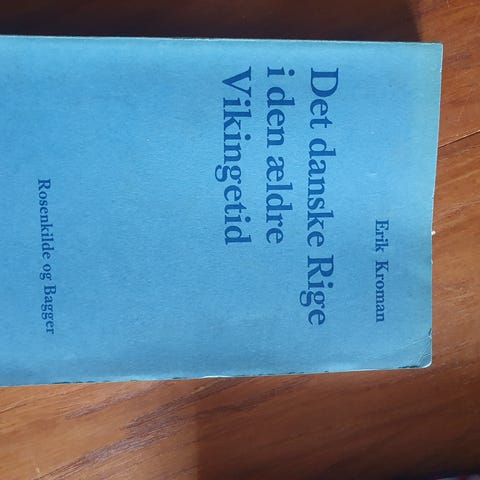 Erik Kroman
Det danske Rige
i den ældre
Vikingetid
Rosenkilde og Bagger